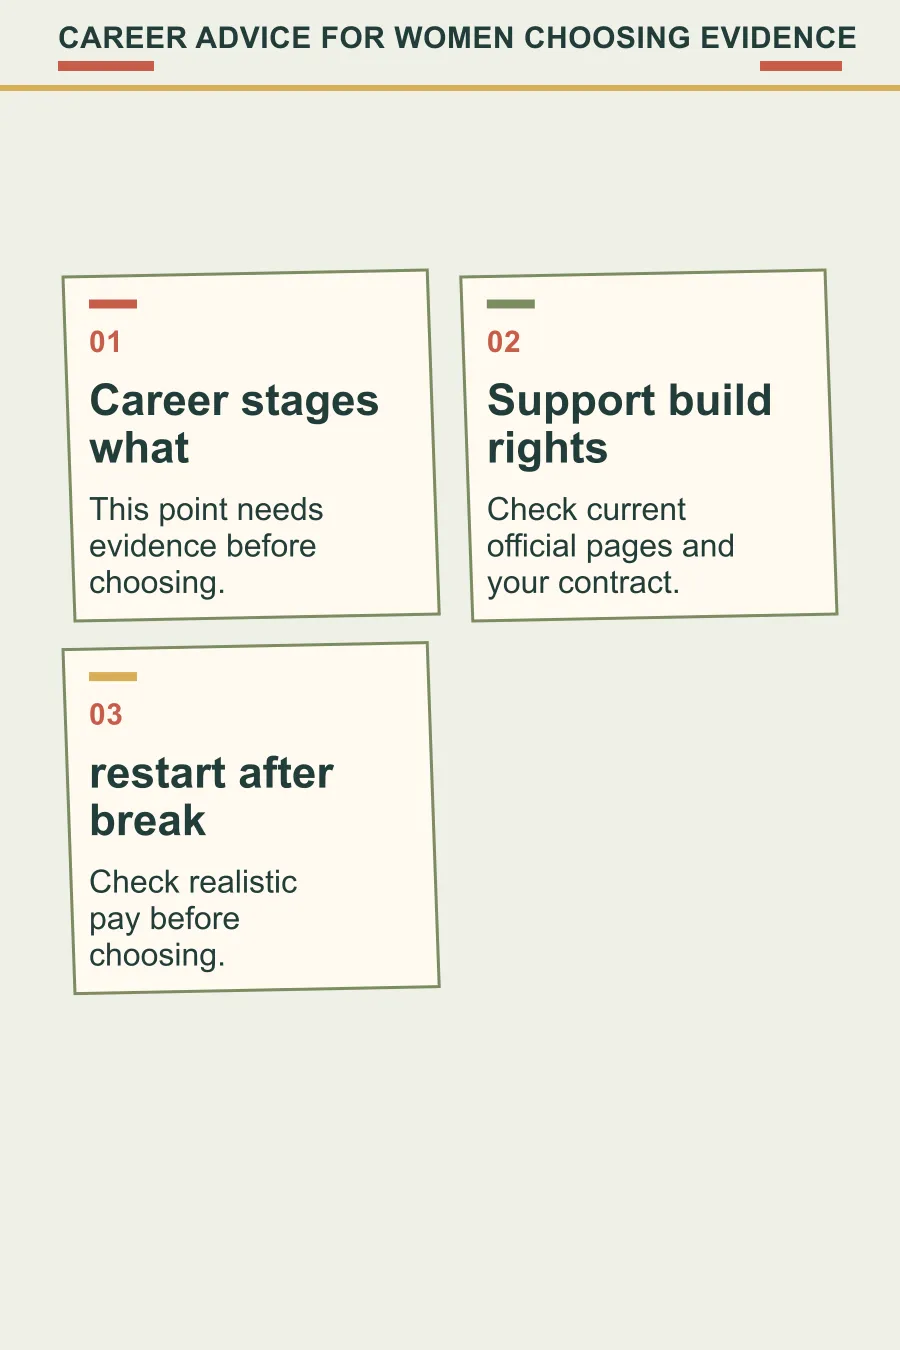 CAREER ADVICE FOR WOMEN CHOOSING EVIDENCE
01
Career stages
what
This point needs
evidence before
choosing.
02
Support build
rights
Check current
official pages and
your contract.
03
restart after
break
Check realistic
pay before
choosing.